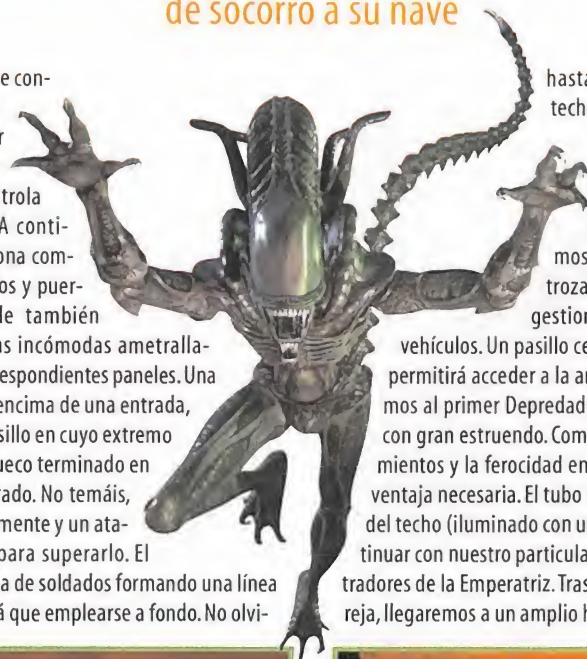 de socorro a su nave
e con-
r
trola
A conti-
ona com-
os y puer-
le también
as incómodas ametralla-
espondientes paneles. Una
encima de una entrada,
sillo en cuyo extremo
ueco terminado en
rado. No temáis,
mente y un ata-
para superarlo. El
a de soldados formando una línea
á que emplearse a fondo. No olvi-
hasta
tech
mos
troza
gestion
vehículos. Un pasillo ce
permitirá acceder a la a
mos al primer Depredad
con gran estruendo. Com
mientos y la ferocidad en
ventaja necesaria. El tubo
del techo (iluminado con u
tinuar con nuestro particula
tradores de la Emperatriz. Tras
reja, llegaremos a un amplio h